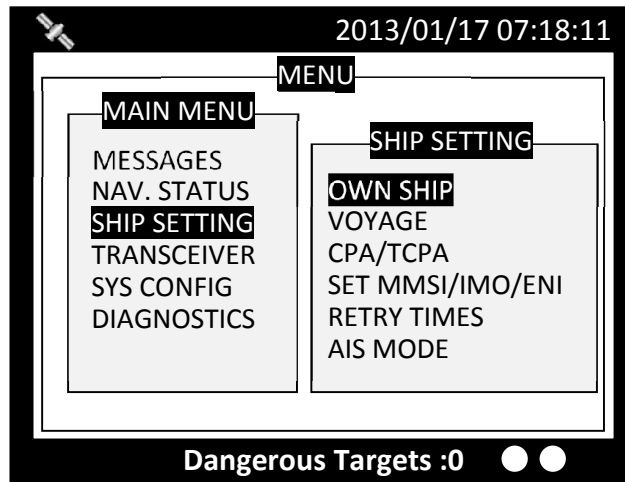 2013/01/17 07:18:11
MENU
MAIN MENU
MESSAGES
NAV. STATUS
SHIP SETTING
TRANSCEIVER
SYS CONFIG
DIAGNOSTICS
SHIP SETTING
OWN SHIP
VOYAGE
CPA/TCPA
SET MMSI/IMO/ENI
RETRY TIMES
AIS MODE
Dangerous Targets :0